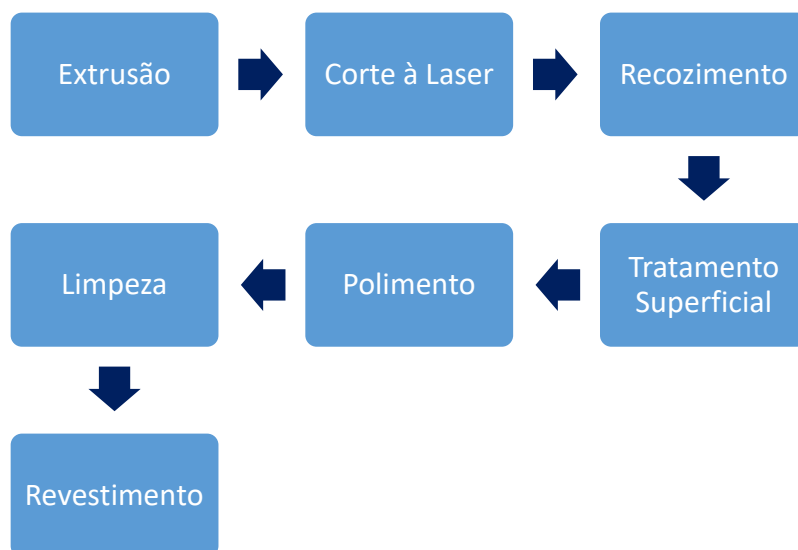 Extrusão
Corte à Laser
Recozimento
Tratamento
Superficial
Polimento
Limpeza
Revestimento